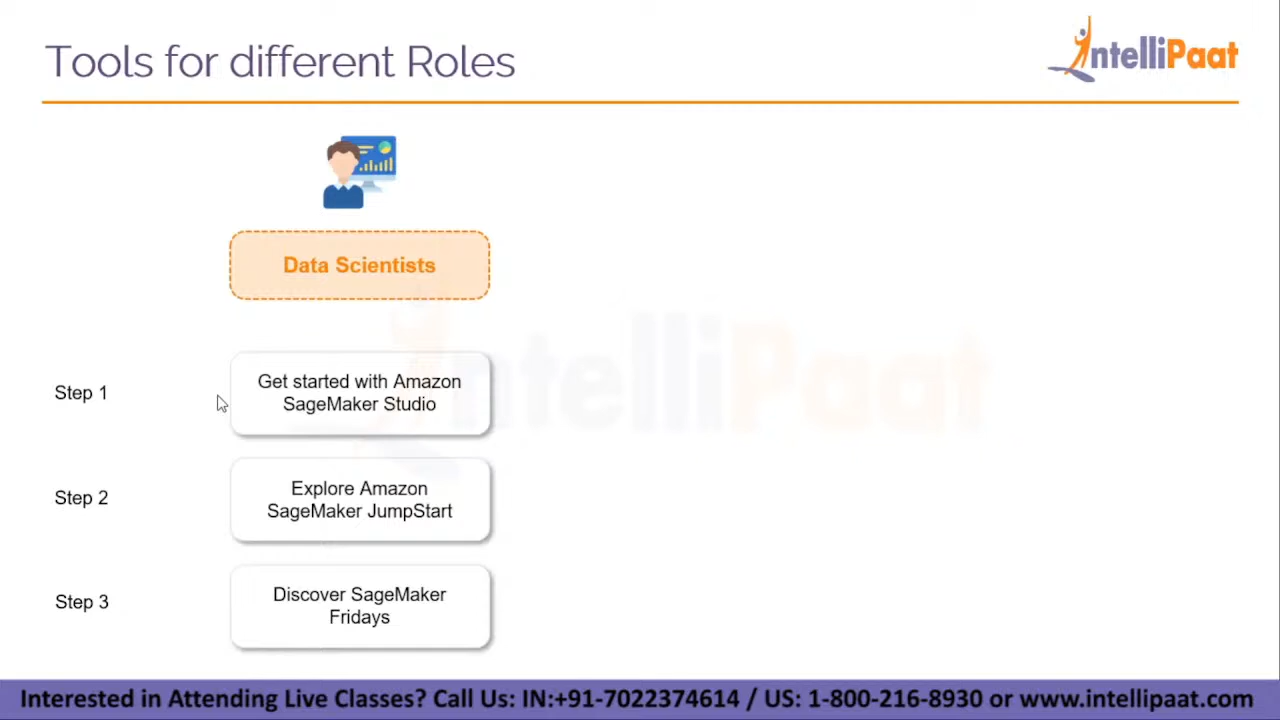 Tools for different Roles
IntelliPaat
Data Scientists
Step 1
Get started with Amazon
SageMaker Studio
IntelliPaat
Step 2
Explore Amazon
SageMaker JumpStart
Step 3
Discover SageMaker
Fridays
Interested in Attending Live Classes? Call Us: IN:+91-7022374614 / US: 1-800-216-8930 or www.intellipaat.com